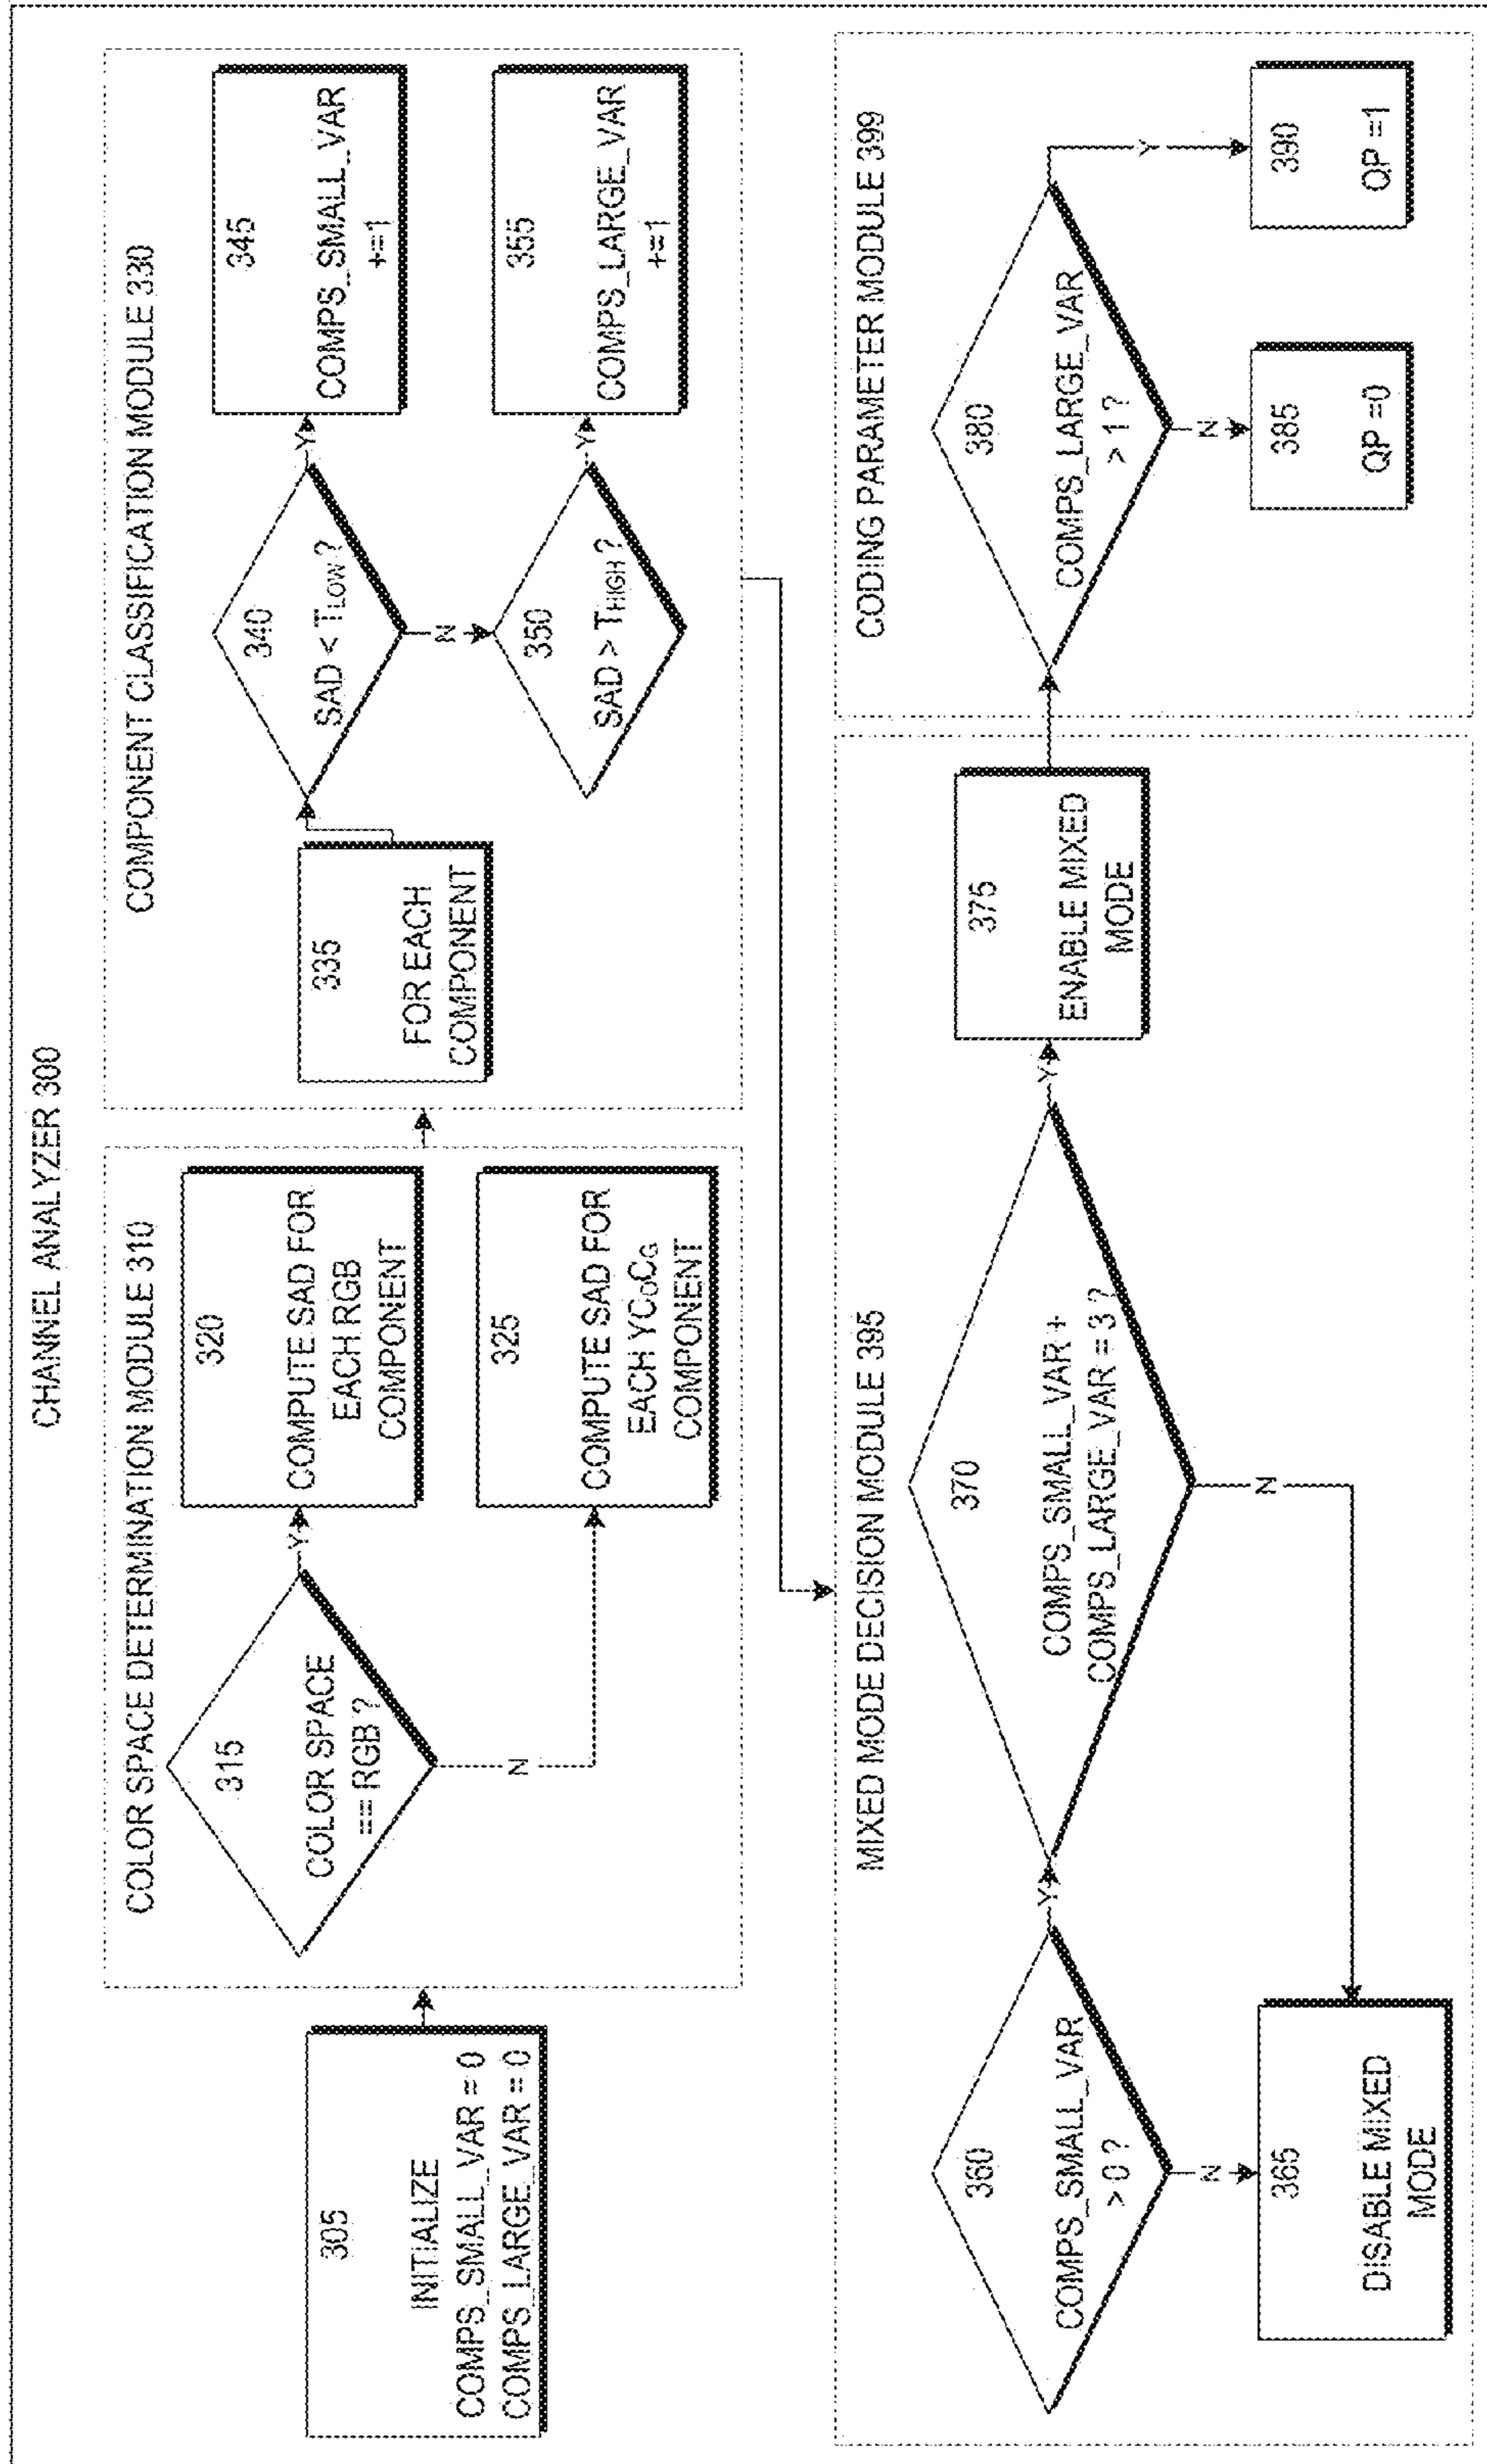 CHANNEL ANALYZER 300
305
INITIALIZE
COMPS_SMALL_VAR = 0
COMPS_LARGE_VAR = 0
COLOR SPACE DETERMINATION MODULE 310
315
COLOR SPACE
== RGB ?
Y
N
320
COMPUTE SAD FOR
EACH RGB
COMPONENT
325
COMPUTE SAD FOR
EACH YCOCG
COMPONENT
COMPONENT CLASSIFICATION MODULE 330
335
FOR EACH
COMPONENT
340
SAD < TLOW ?
Y
N
345
COMPS_SMALL_VAR
+=1
350
SAD > THIGH ?
Y
355
COMPS_LARGE_VAR
+=1
MIXED MODE DECISION MODULE 395
360
COMPS_SMALL_VAR
> 0 ?
Y
N
365
DISABLE MIXED
MODE
370
COMPS_SMALL_VAR +
COMPS_LARGE_VAR = 3 ?
Y
N
375
ENABLE MIXED
MODE
CODING PARAMETER MODULE 399
380
COMPS_LARGE_VAR
> 1 ?
Y
N
385
QP =0
390
QP =1